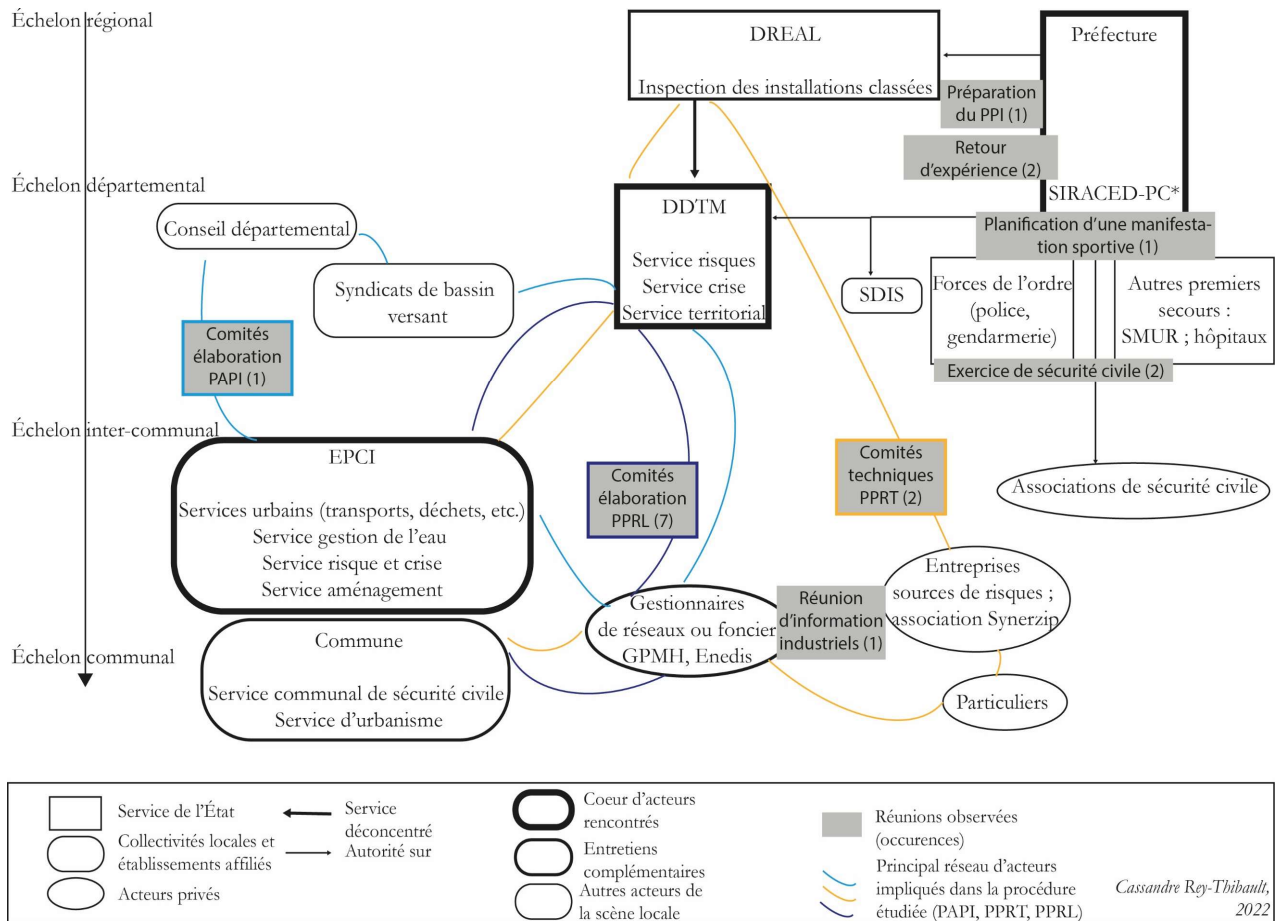 Échelon régional
DREAL
Inspection des installations classées
Préfecture
SIRACED-PC*
Préparation
du PPI (1)
Retour
d'expérience (2)
Échelon départemental
Conseil départemental
Syndicats de bassin
versant
DDTM
Service risques
Service crise
Service territorial
SDIS
Planification d'une manifesta-
tion sportive (1)
Forces de l'ordre
(police,
gendarmerie)
Autres premiers
secours :
SMUR ; hôpitaux
Exercice de sécurité civile (2)
Comités
élaboration
PAPI (1)
Échelon inter-communal
EPCI
Services urbains (transports, déchets, etc.)
Service gestion de l'eau
Service risque et crise
Service aménagement
Comités
élaboration
PPRL (7)
Comités
techniques
PPRT (2)
Associations de sécurité civile
Entreprises
sources de risques ;
association Synerzip
Gestionnaires
de réseaux ou foncier
GPMH, Enedis
Réunion
d'information
industriels (1)
Échelon communal
Commune
Service communal de sécurité civile
Service d'urbanisme
Particuliers
Service de l'État
Collectivités locales et
établissements affiliés
Acteurs privés
Service
déconcentré
Autorité sur
Coeur d'acteurs
rencontrés
Entretiens
complémentaires
Autres acteurs de
la scène locale
Réunions observées
(occurences)
Principal réseau d'acteurs
impliqués dans la procédure
étudiée (PAPI, PPRT, PPRL)
Cassandre Rey-Thibault,
2022